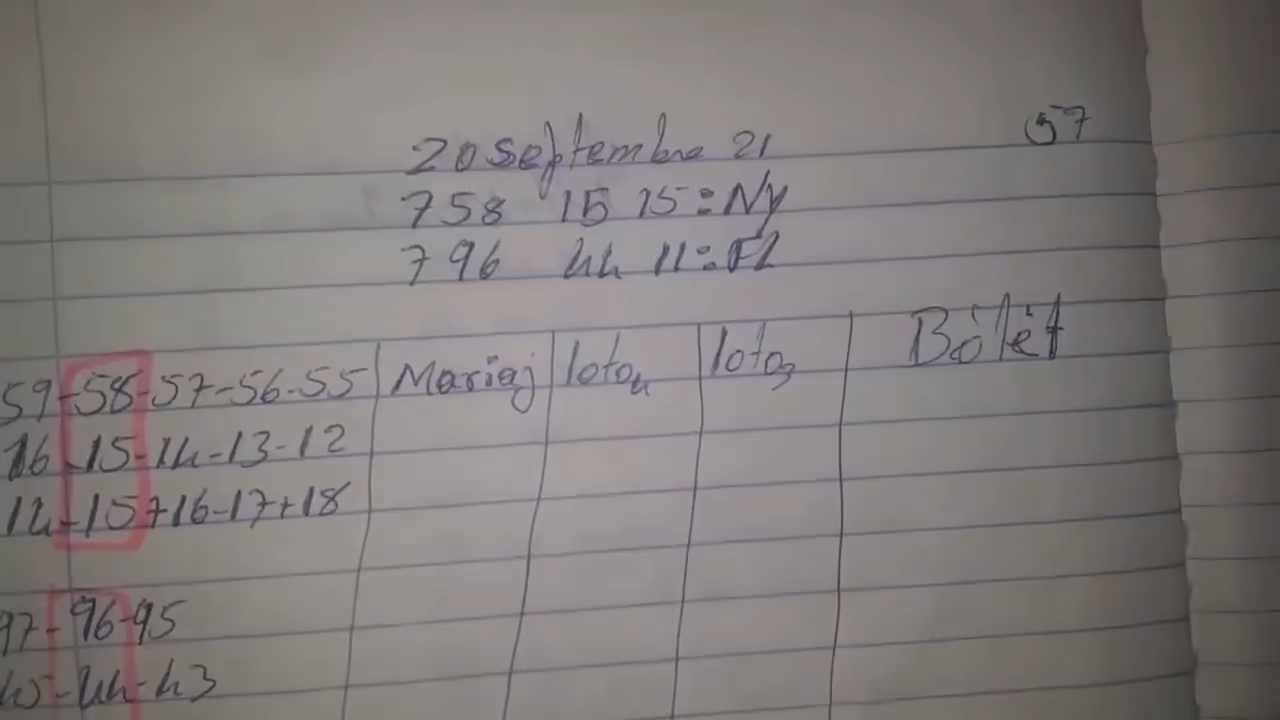 57
20 septembre 21
758 15 15 : Ny
796 44 11 : Fl
59-58-57-56-55 Mariaj loto4 loto3 Bòlèt
16-15-14-13-12
14-15+16-17+18
97-96-95
45-44-43